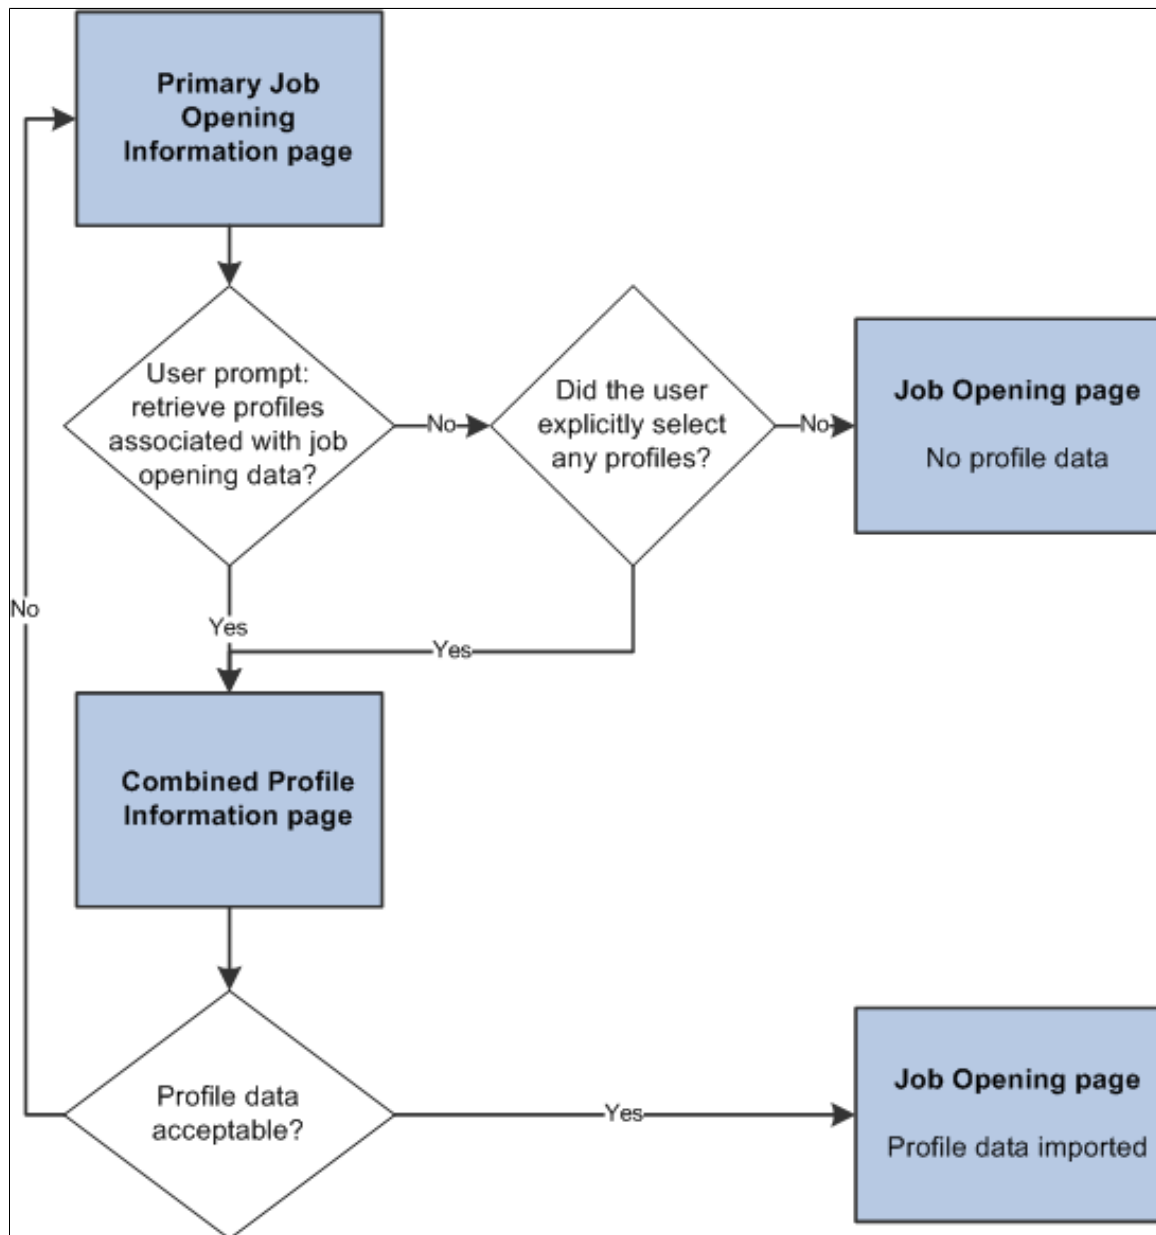 Primary Job
Opening
Information page
User prompt:
retrieve profiles
associated with job
opening data?
No
Did the user
explicitly select
any profiles?
No
Job Opening page
No profile data
No
Yes
Yes
Combined Profile
Information page
Profile data
acceptable?
Yes
Job Opening page
Profile data imported